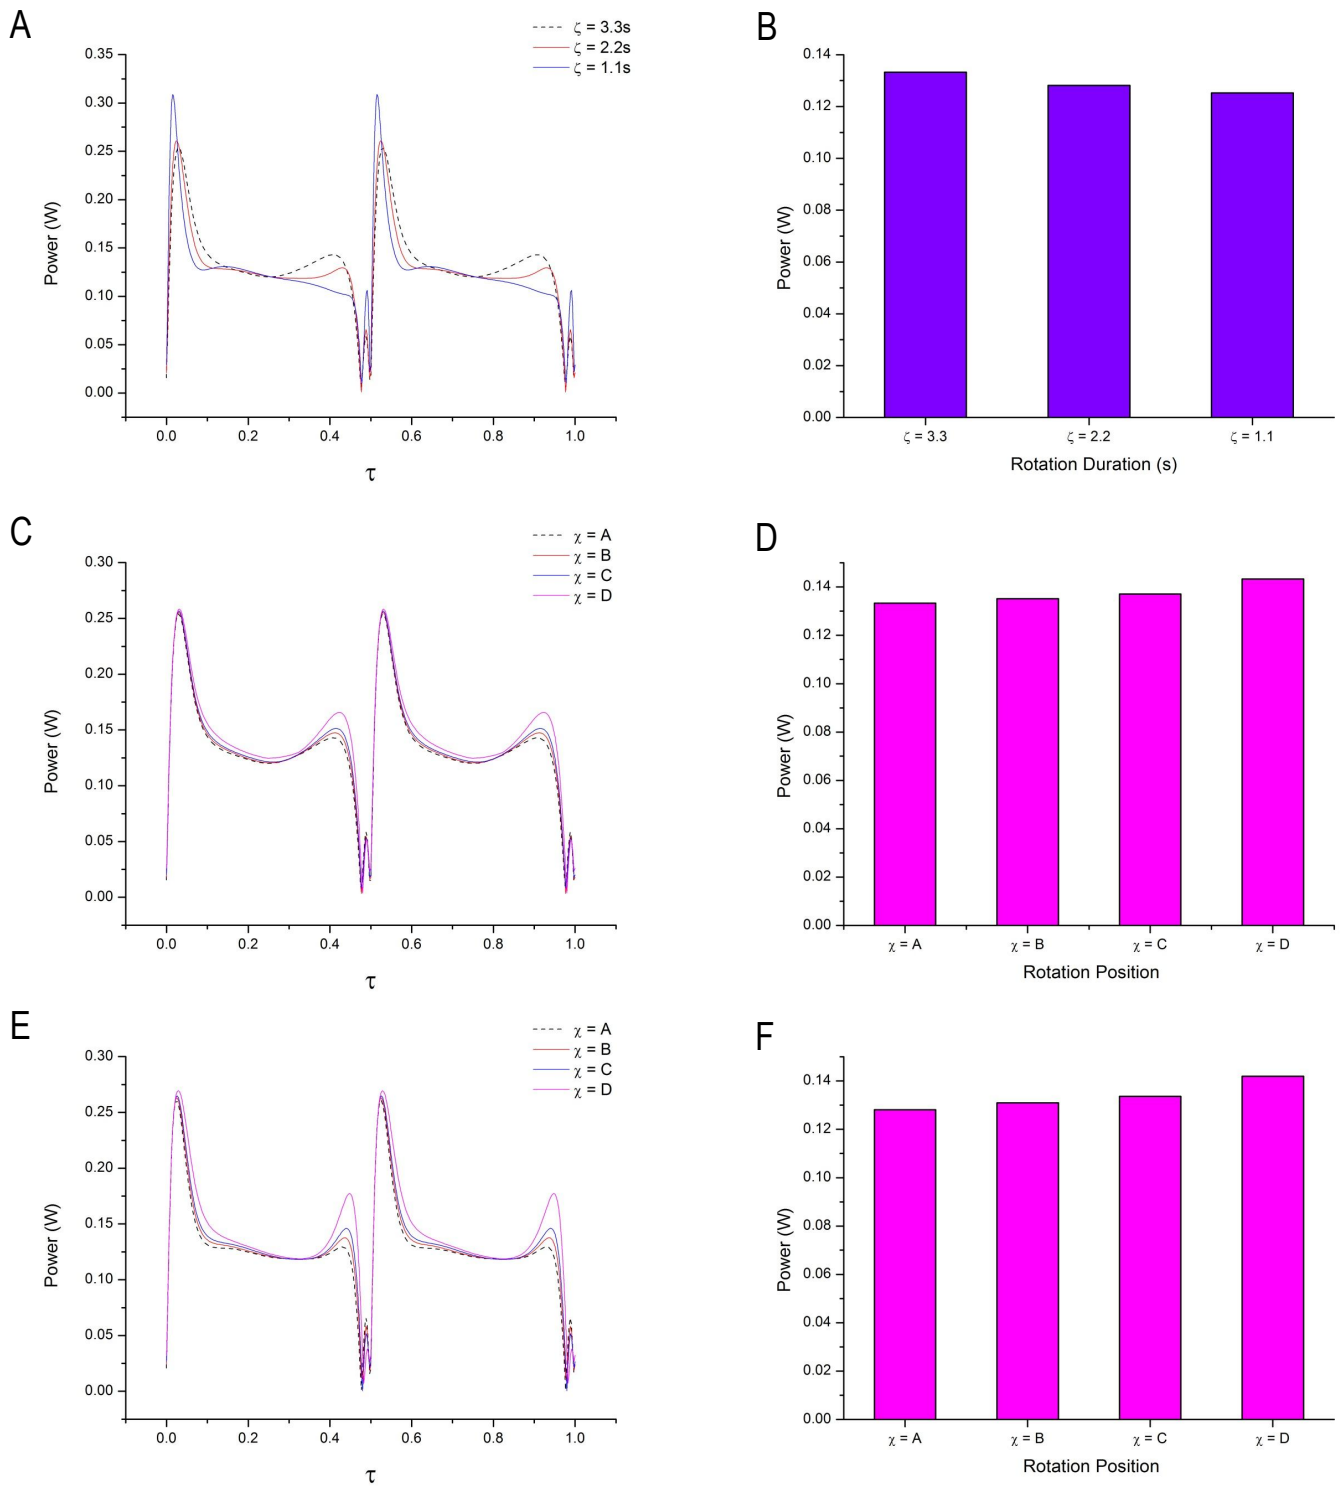 A
ζ = 3.3s
ζ = 2.2s
ζ = 1.1s
0.35
0.30
0.25
0.20
0.15
0.10
0.05
0.00
Power (W)
0.0 0.2 0.4 0.6 0.8 1.0
τ
B
0.14
0.12
0.10
0.08
0.06
0.04
0.02
0.00
Power (W)
ζ = 3.3 ζ = 2.2 ζ = 1.1
Rotation Duration (s)
C
χ = A
χ = B
χ = C
χ = D
0.30
0.25
0.20
0.15
0.10
0.05
0.00
Power (W)
0.0 0.2 0.4 0.6 0.8 1.0
τ
D
0.14
0.12
0.10
0.08
0.06
0.04
0.02
0.00
Power (W)
χ = A χ = B χ = C χ = D
Rotation Position
E
χ = A
χ = B
χ = C
χ = D
0.30
0.25
0.20
0.15
0.10
0.05
0.00
Power (W)
0.0 0.2 0.4 0.6 0.8 1.0
τ
F
0.14
0.12
0.10
0.08
0.06
0.04
0.02
0.00
Power (W)
χ = A χ = B χ = C χ = D
Rotation Position